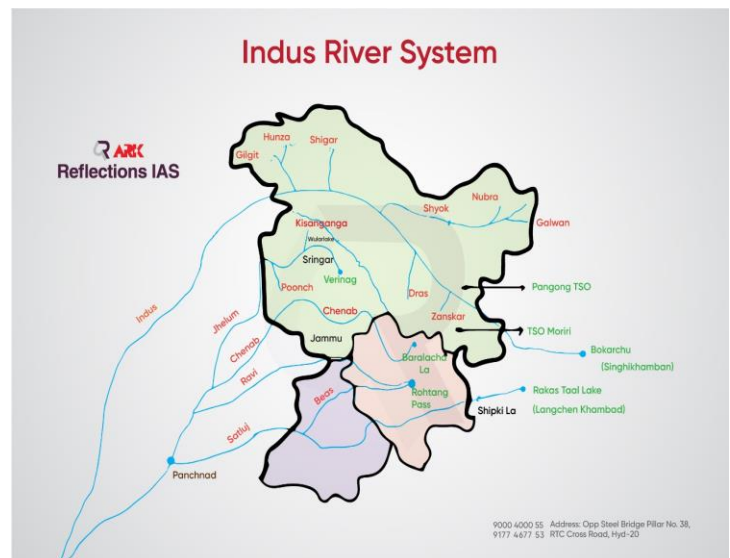 Indus River System
ARK
Reflections IAS
Hunza
Shigar
Gilgit
Nubra
Shyok
Galwan
Kisanganga
Wularlake
Sringar
Verinag
Poonch
Dras
Pangong TSO
Indus
Chenab
Zanskar
TSO Moriri
Jhelum
Chenab
Jammu
Baralacha
La
Bokarchu
(Singhikhamban)
Ravi
Beas
Rohtang
Pass
Rakas Taal Lake
Shipki La
(Langchen Khambad)
Satluj
Panchnad
9000 4000 55 Address: Opp Steel Bridge Pillar No. 38,
9177 4677 53 RTC Cross Road, Hyd-20